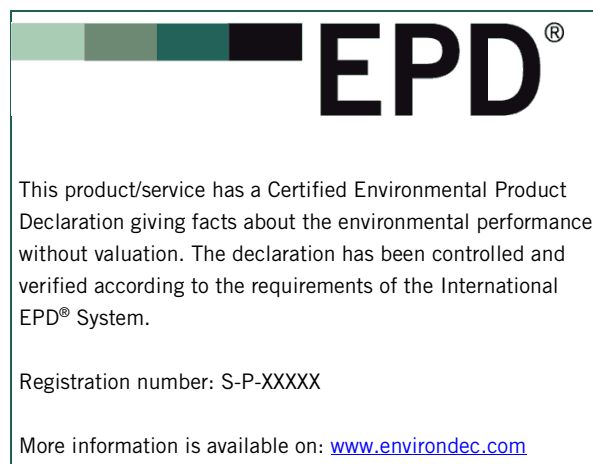 EPD®
This product/service has a Certified Environmental Product
Declaration giving facts about the environmental performance
without valuation. The declaration has been controlled and
verified according to the requirements of the International
EPD® System.
Registration number: S-P-XXXXX
More information is available on: www.environdec.com